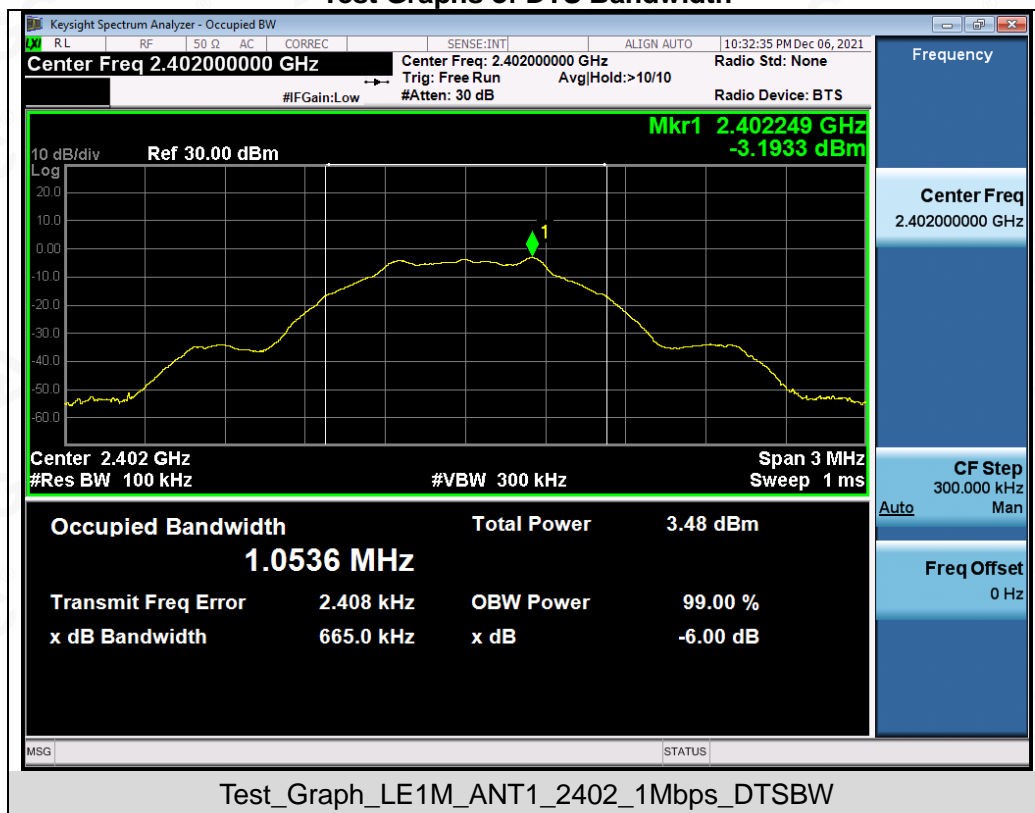 Test Graphs of DTS Bandwidth
Keysight Spectrum Analyzer - Occupied BW
LXI RL RF 50 Ω AC CORREC SENSE:INT ALIGN AUTO 10:32:35 PM Dec 06, 2021
Center Freq 2.402000000 GHz
Center Freq: 2.402000000 GHz
Radio Std: None
Trig: Free Run Avg|Hold:>10/10
#IFGain:Low
#Atten: 30 dB
Radio Device: BTS
Frequency
Mkr1 2.402249 GHz
-3.1933 dBm
10 dB/div Ref 30.00 dBm
Log
20.0
10.0
0.00
-10.0
-20.0
-30.0
-40.0
-50.0
-60.0
1
Center 2.402 GHz
Span 3 MHz
#Res BW 100 kHz
#VBW 300 kHz
Sweep 1 ms
Center Freq
2.402000000 GHz
CF Step
300.000 kHz
Auto Man
Freq Offset
0 Hz
Occupied Bandwidth
Total Power 3.48 dBm
1.0536 MHz
Transmit Freq Error 2.408 kHz
OBW Power 99.00 %
x dB Bandwidth 665.0 kHz
x dB -6.00 dB
MSG
STATUS
Test_Graph_LE1M_ANT1_2402_1Mbps_DTSBW